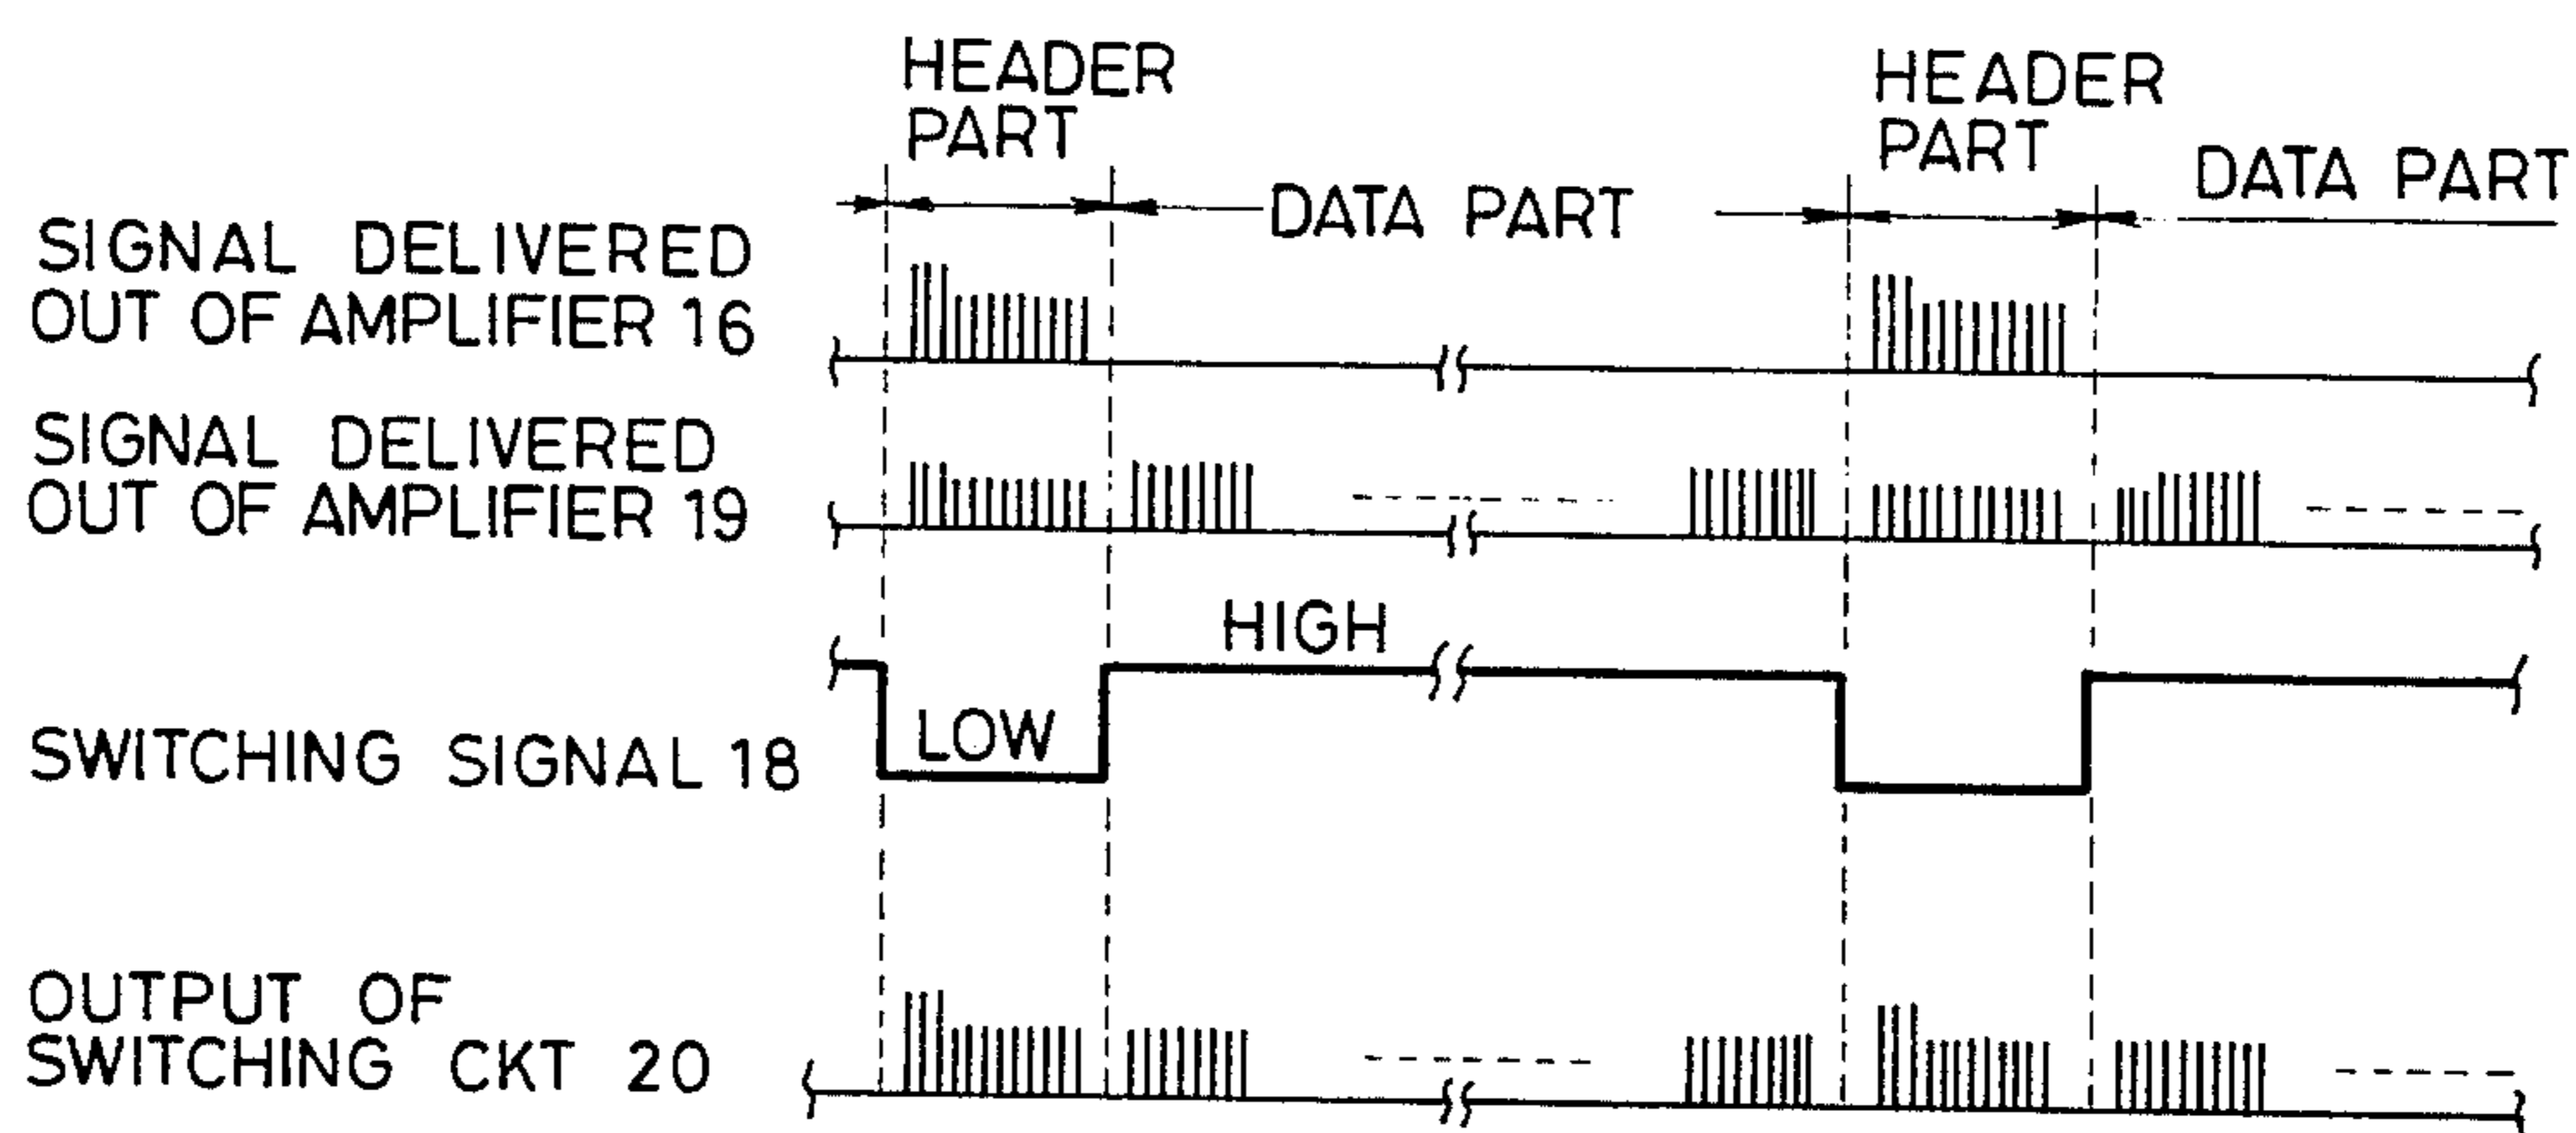 HEADER
PART
HEADER
PART
DATA PART
DATA PART
SIGNAL DELIVERED
OUT OF AMPLIFIER 16
SIGNAL DELIVERED
OUT OF AMPLIFIER 19
HIGH
LOW
SWITCHING SIGNAL 18
OUTPUT OF
SWITCHING CKT 20